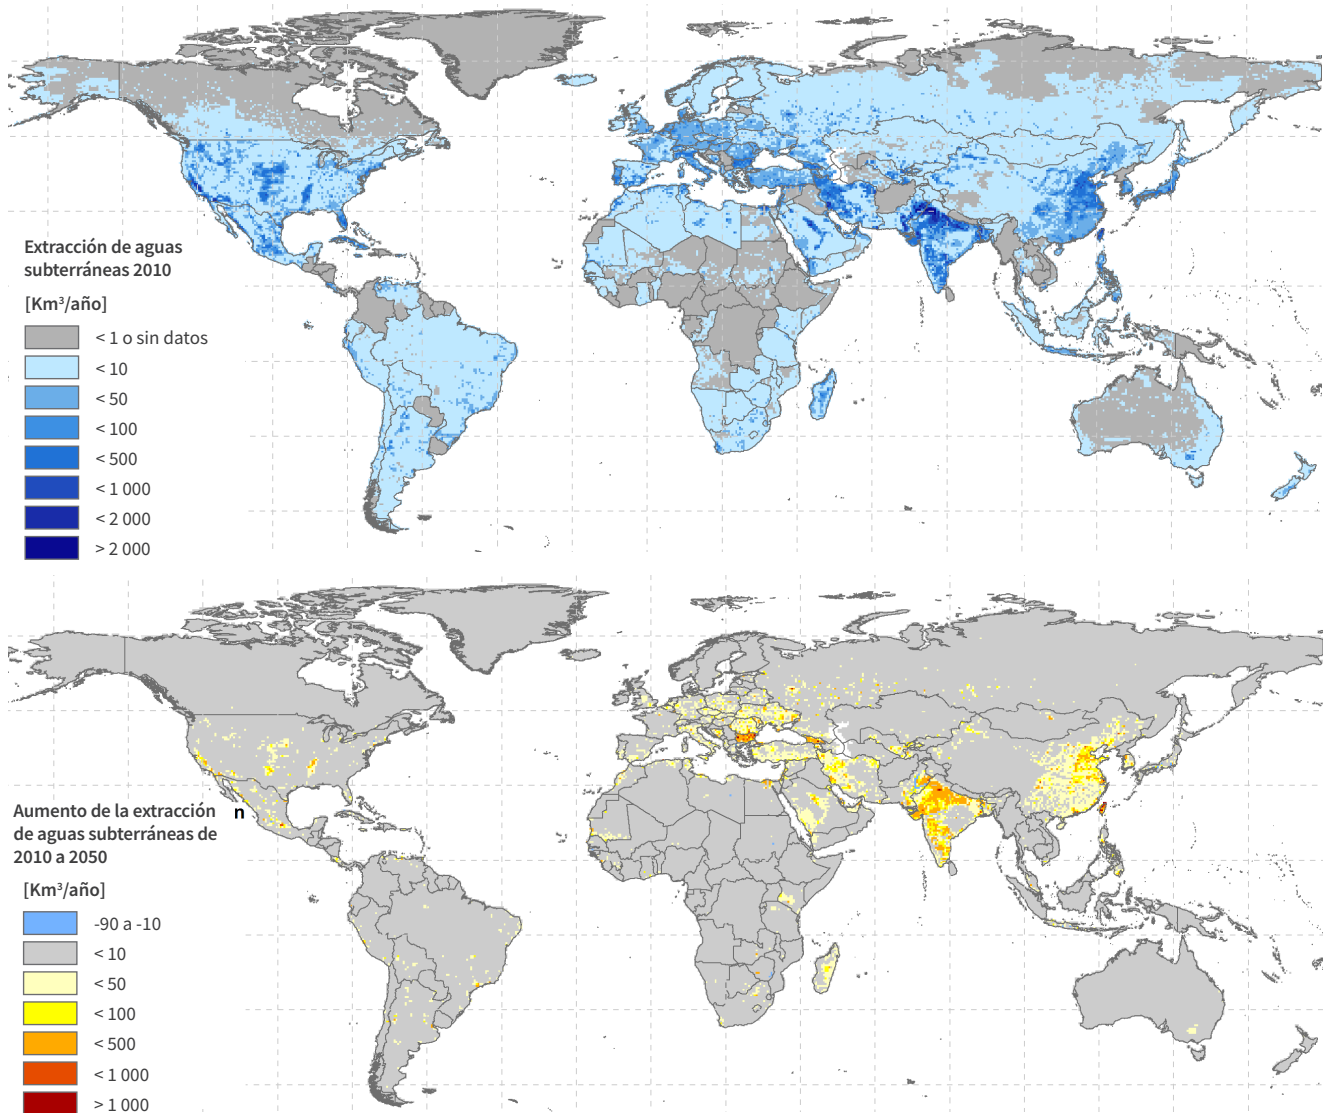 Extracción de aguas
subterráneas 2010
[Km³/año]
< 1 o sin datos
< 10
< 50
< 100
< 500
< 1 000
< 2 000
> 2 000
Aumento de la extracción n
de aguas subterráneas de
2010 a 2050
[Km³/año]
-90 a -10
< 10
< 50
< 100
< 500
< 1 000
> 1 000